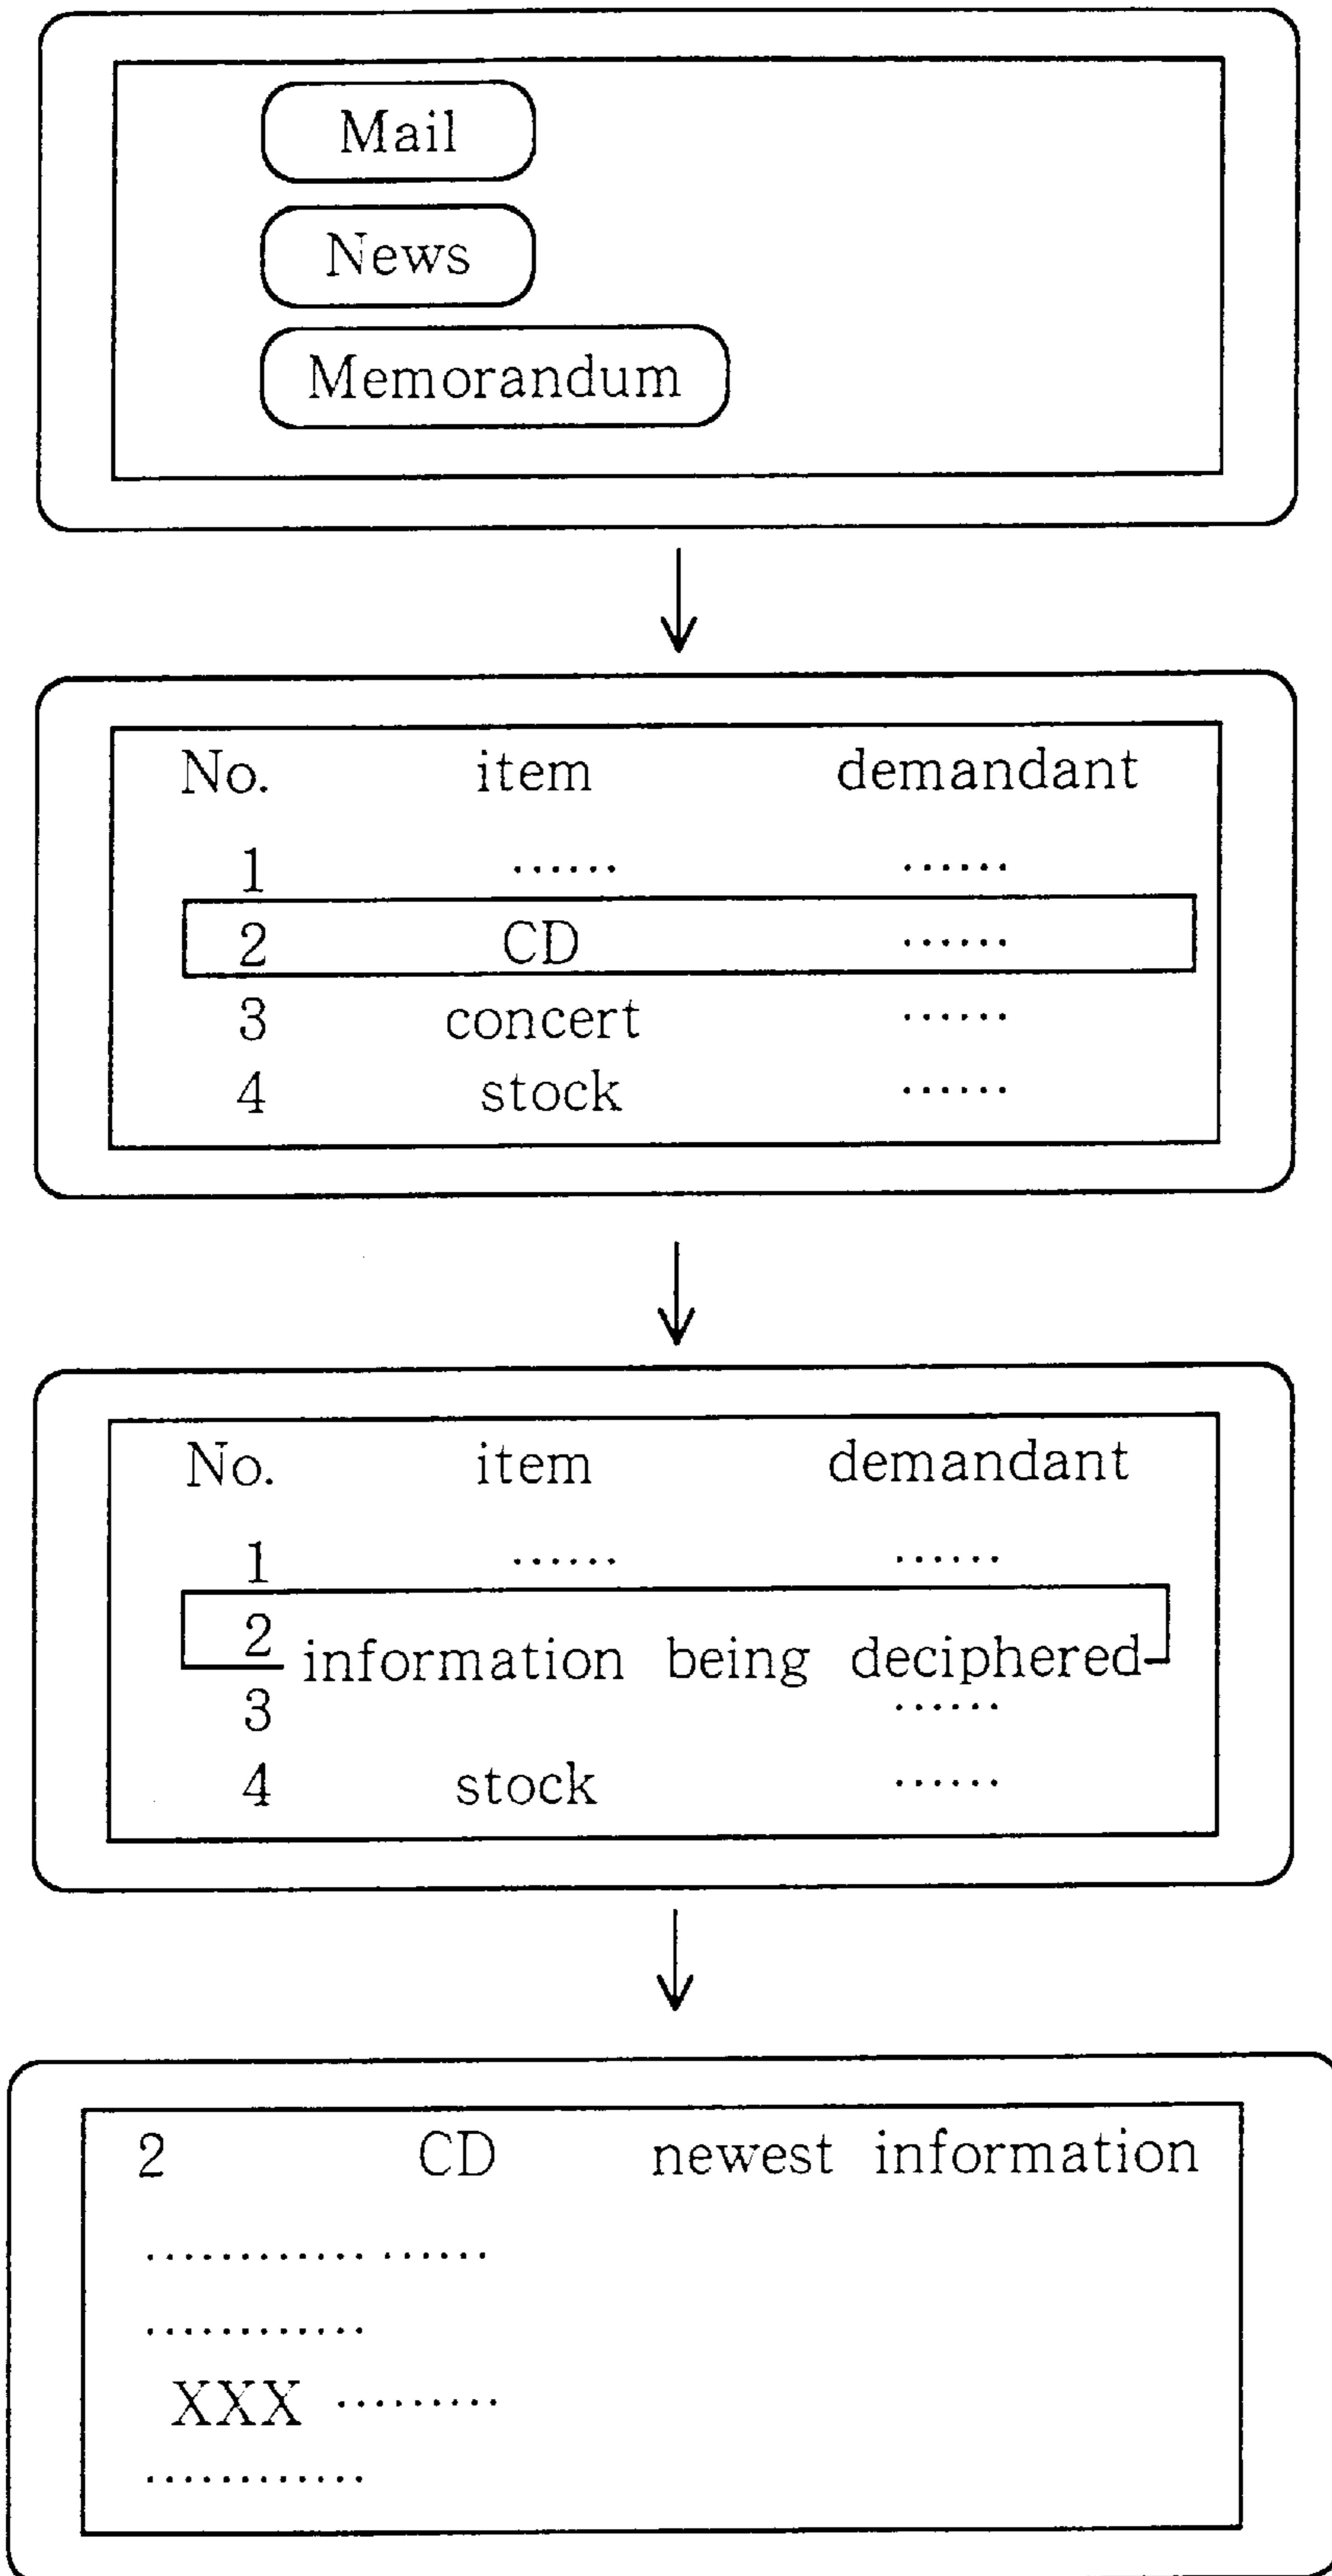 Mail
News
Memorandum
No. item demandant
1 ...... ......
2 CD ......
3 concert ......
4 stock ......
No. item demandant
1 ...... ......
2 information being deciphered
3 ......
4 stock ......
2 CD newest information
............ ......
............
XXX .........
............